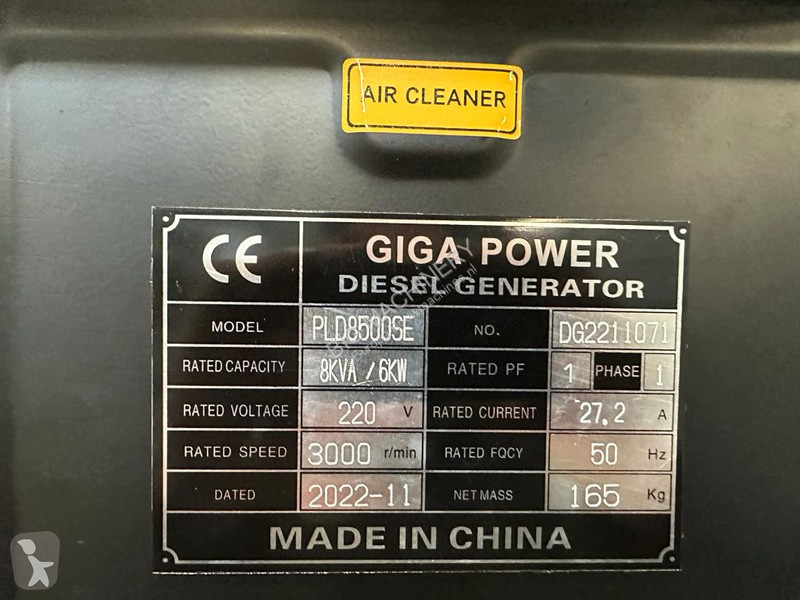 AIR CLEANER
CE GIGA POWER
DIESEL GENERATOR
MODEL PLD8500SE NO. DG2211071
RATED CAPACITY 8KVA/6KW RATED PF 1 PHASE 1
RATED VOLTAGE 220 V RATED CURRENT 27.2 A
RATED SPEED 3000 r/min RATED FQCY 50 Hz
DATED 2022-11 NET MASS 165 Kg
MADE IN CHINA